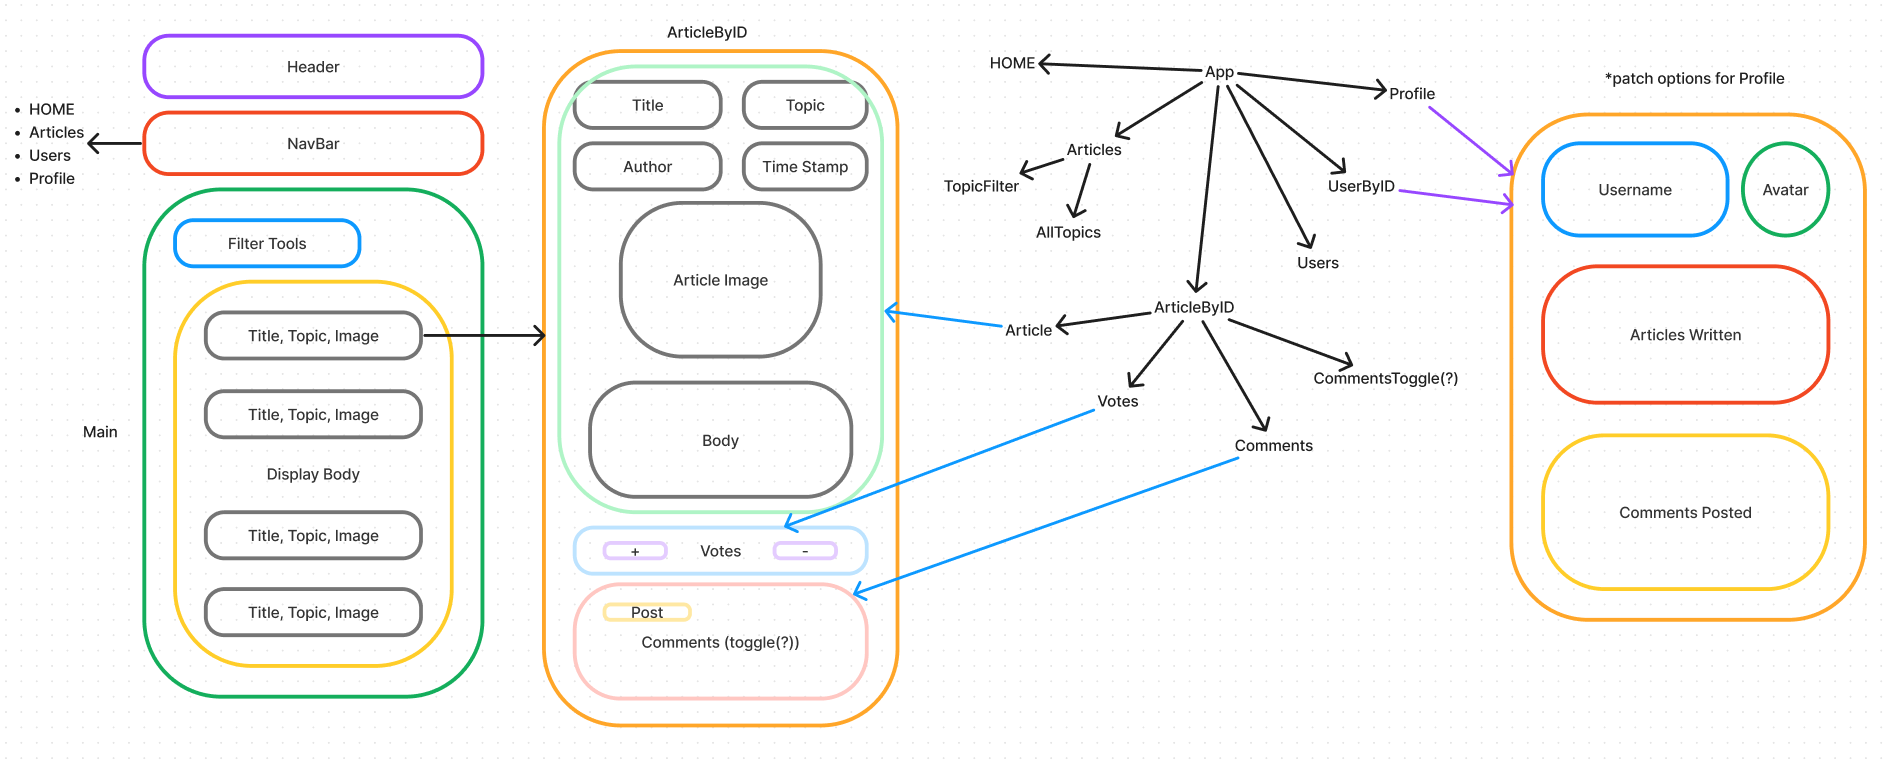 Header
• HOME
• Articles
• Users
• Profile
NavBar
Main
Filter Tools
Title, Topic, Image
Title, Topic, Image
Display Body
Title, Topic, Image
Title, Topic, Image
ArticleByID
Title
Topic
Author
Time Stamp
Article Image
Body
+
Votes
-
Post
Comments (toggle(?))
HOME
App
Profile
Articles
TopicFilter
AllTopics
UserByID
Users
ArticleByID
Article
Votes
CommentsToggle(?)
Comments
*patch options for Profile
Username
Avatar
Articles Written
Comments Posted